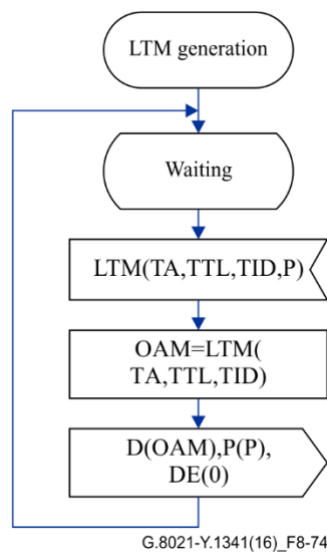 LTM generation
Waiting
LTM(TA,TTL,TID,P)
OAM=LTM(
TA,TTL,TID)
D(OAM),P(P),
DE(0)
G.8021-Y.1341(16)_F8-74